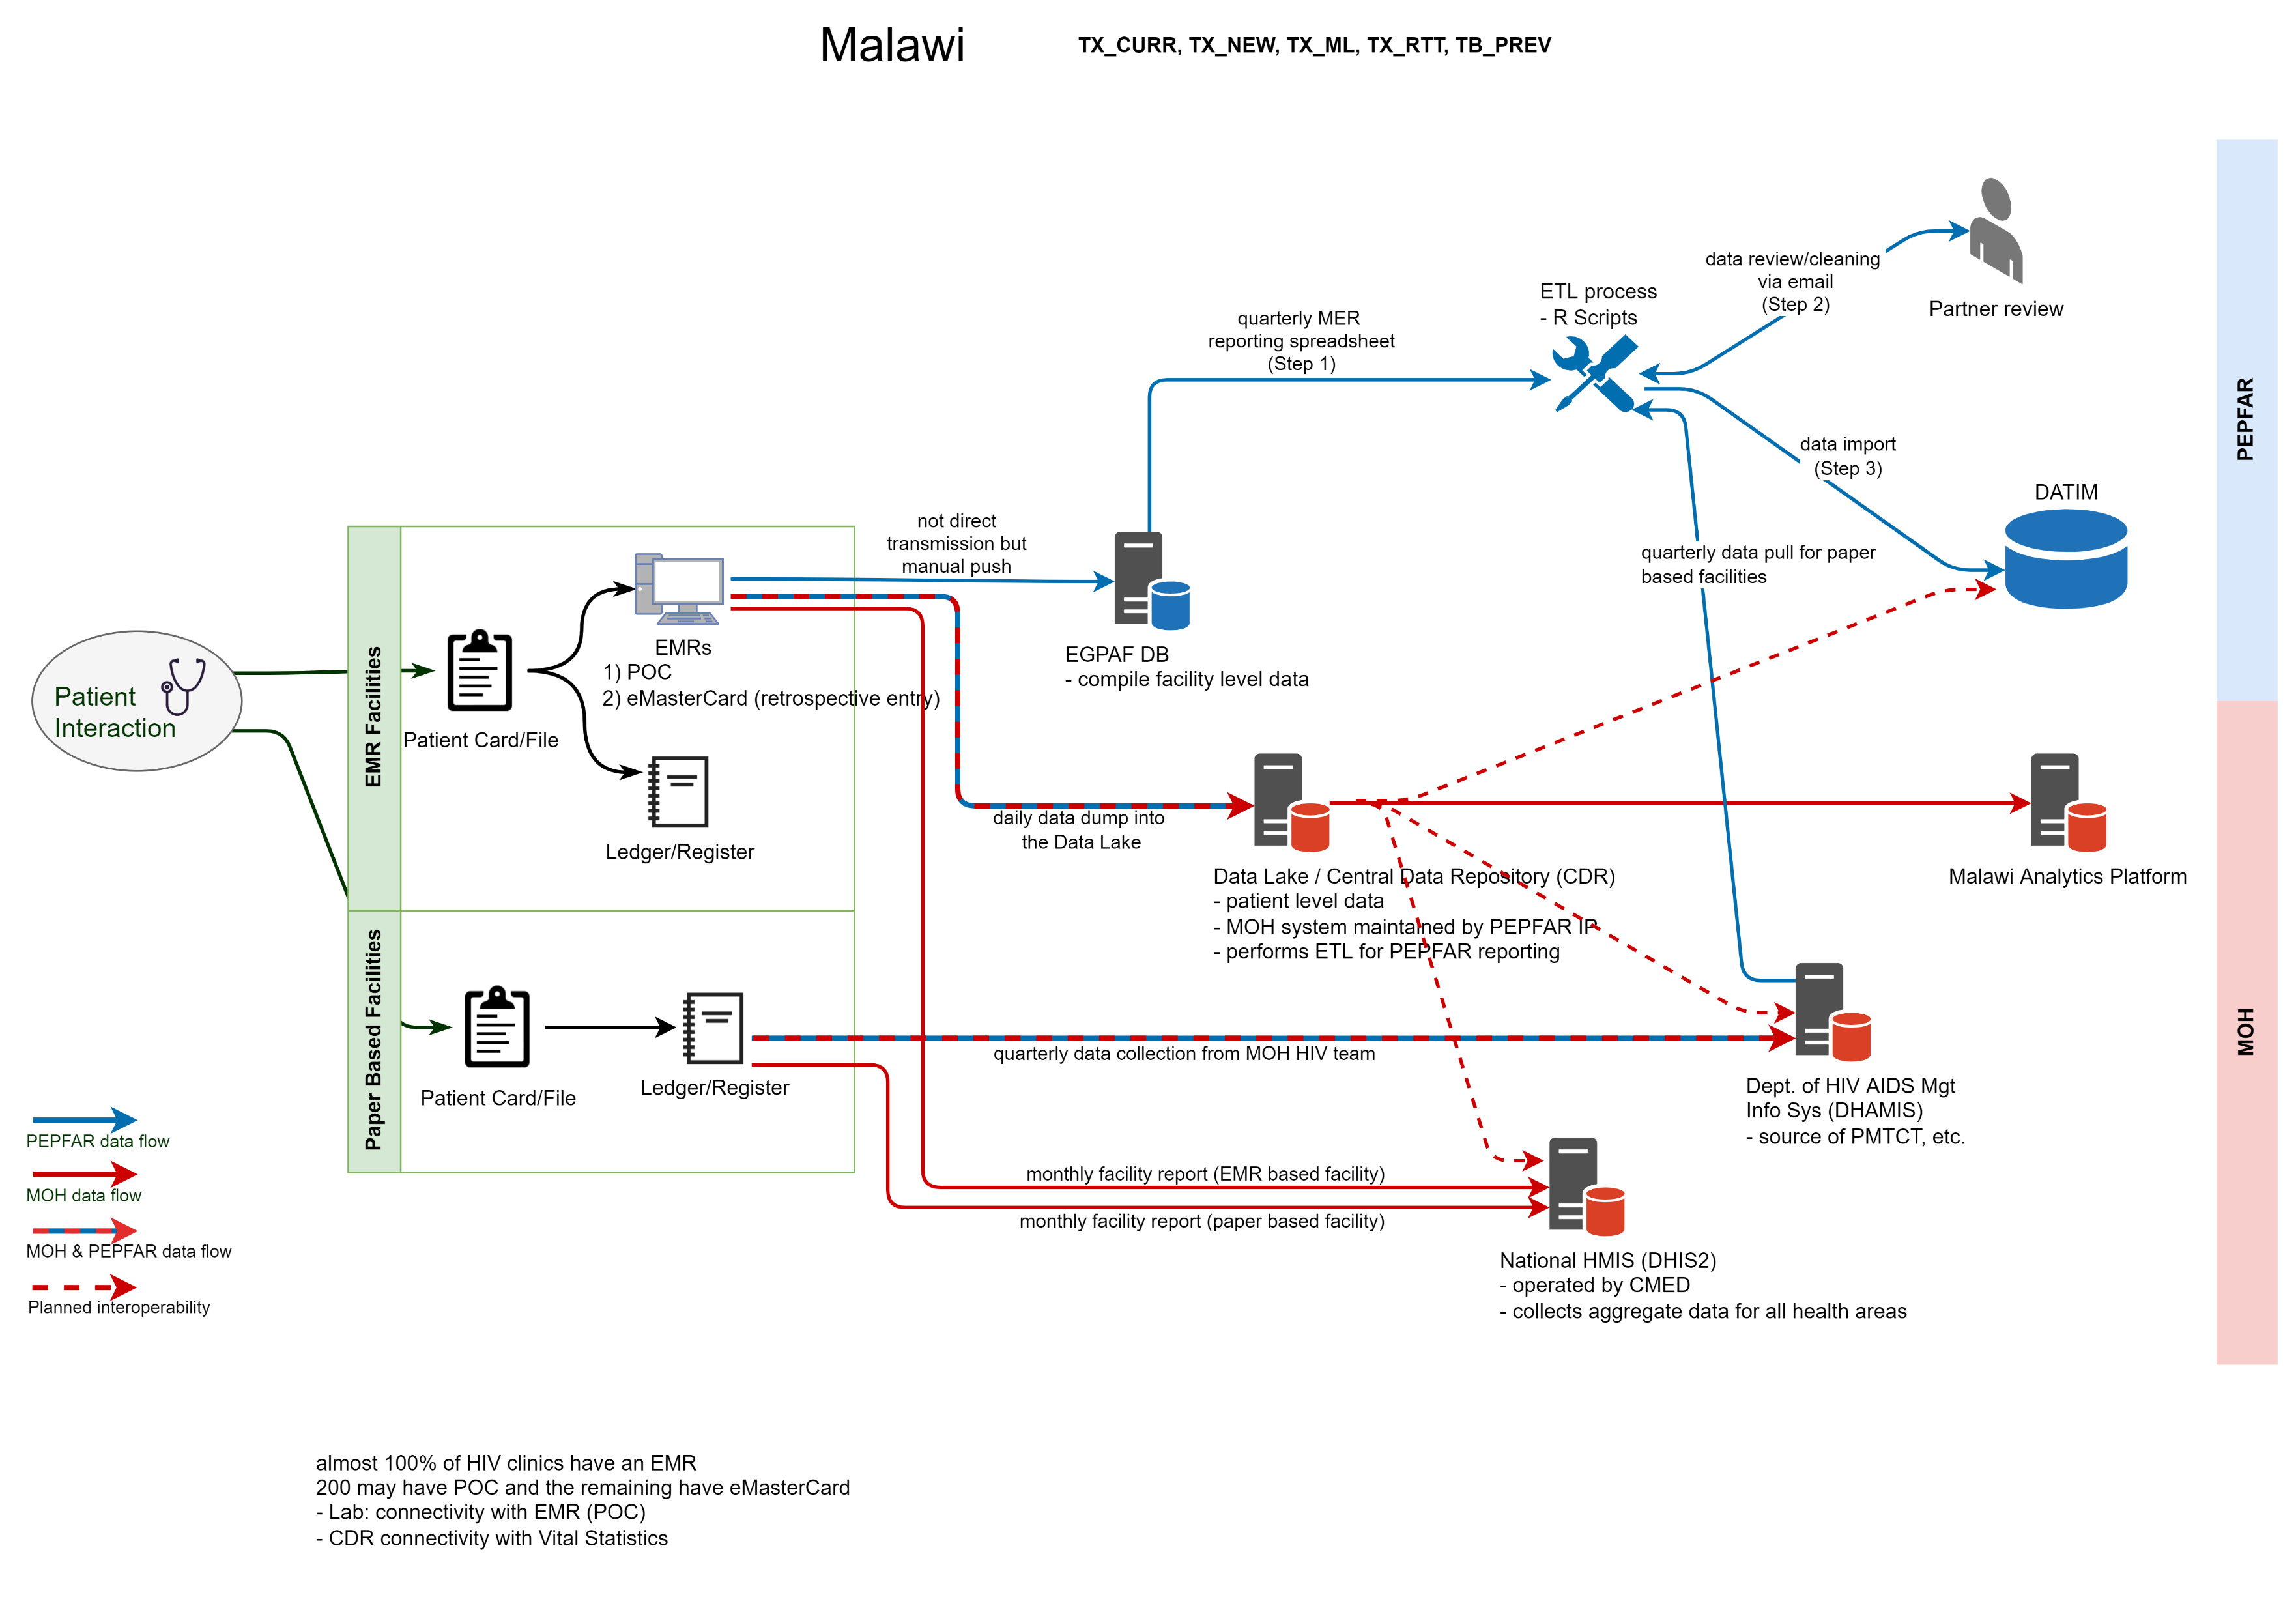 Malawi
TX_CURR, TX_NEW, TX_ML, TX_RTT, TB_PREV
PEPFAR
MOH
data review/cleaning
via email
(Step 2)
Partner review
ETL process
- R Scripts
quarterly MER
reporting spreadsheet
(Step 1)
data import
(Step 3)
DATIM
quarterly data pull for paper
based facilities
not direct
transmission but
manual push
EGPAF DB
- compile facility level data
Patient
Interaction
EMR Facilities
Patient Card/File
EMRs
1) POC
2) eMasterCard (retrospective entry)
Ledger/Register
daily data dump into
the Data Lake
Data Lake / Central Data Repository (CDR)
- patient level data
- MOH system maintained by PEPFAR IP
- performs ETL for PEPFAR reporting
Malawi Analytics Platform
Paper Based Facilities
Patient Card/File
Ledger/Register
quarterly data collection from MOH HIV team
Dept. of HIV AIDS Mgt
Info Sys (DHAMIS)
- source of PMTCT, etc.
monthly facility report (EMR based facility)
monthly facility report (paper based facility)
National HMIS (DHIS2)
- operated by CMED
- collects aggregate data for all health areas
PEPFAR data flow
MOH data flow
MOH & PEPFAR data flow
Planned interoperability
almost 100% of HIV clinics have an EMR
200 may have POC and the remaining have eMasterCard
- Lab: connectivity with EMR (POC)
- CDR connectivity with Vital Statistics